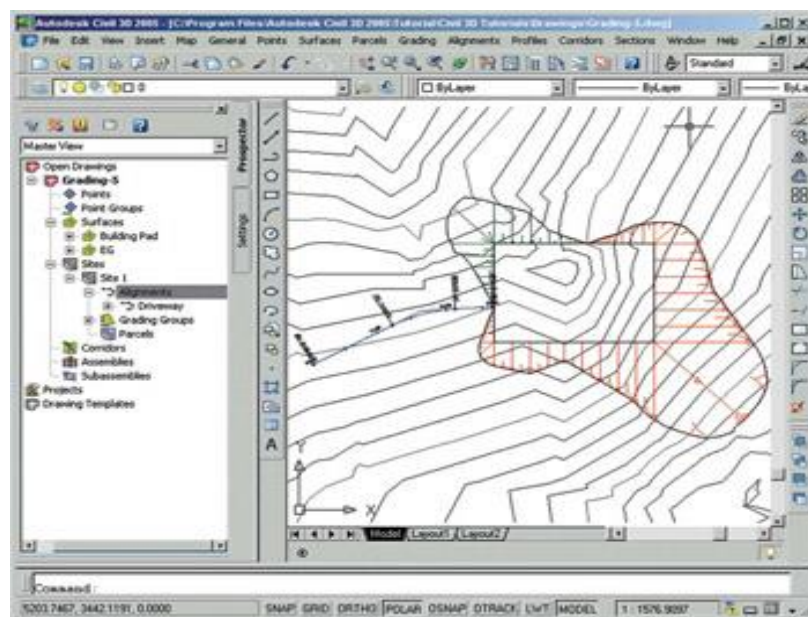 Autodesk Civil 3D 2005 - [C:\Program Files\Autodesk Civil 3D 2005\Tutorial\Civil 3D Tutorials\Drawings\Grading-5.dwg]
File Edit View Insert Map General Points Surfaces Parcels Grading Alignments Profiles Corridors Sections Window Help
Standard
0 ByLayer ByLayer ByLa
Master View
Open Drawings
Grading-5
Points
Point Groups
Surfaces
Building Pad
EG
Sites
Site 1
Alignments
Driveway
Grading Groups
Parcels
Corridors
Assemblies
Subassemblies
Projects
Drawing Templates
Prospector
Settings
A
Y
X
Model Layout1 Layout2
Command:
5203.7467, 3442.1191, 0.0000 SNAP GRID ORTHO POLAR OSNAP OTRACK LWT MODEL 1 : 1576.9097